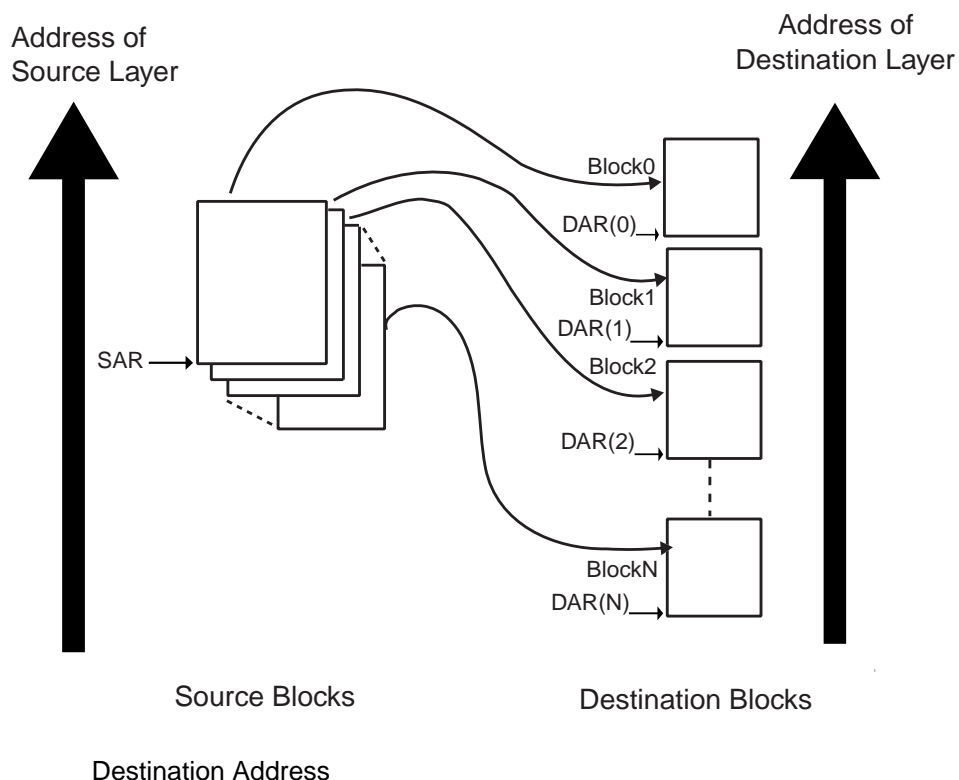 Address of
Source Layer
Address of
Destination Layer
Block0
DAR(0)
Block1
SAR
DAR(1)
Block2
DAR(2)
BlockN
DAR(N)
Source Blocks
Destination Blocks
Destination Address